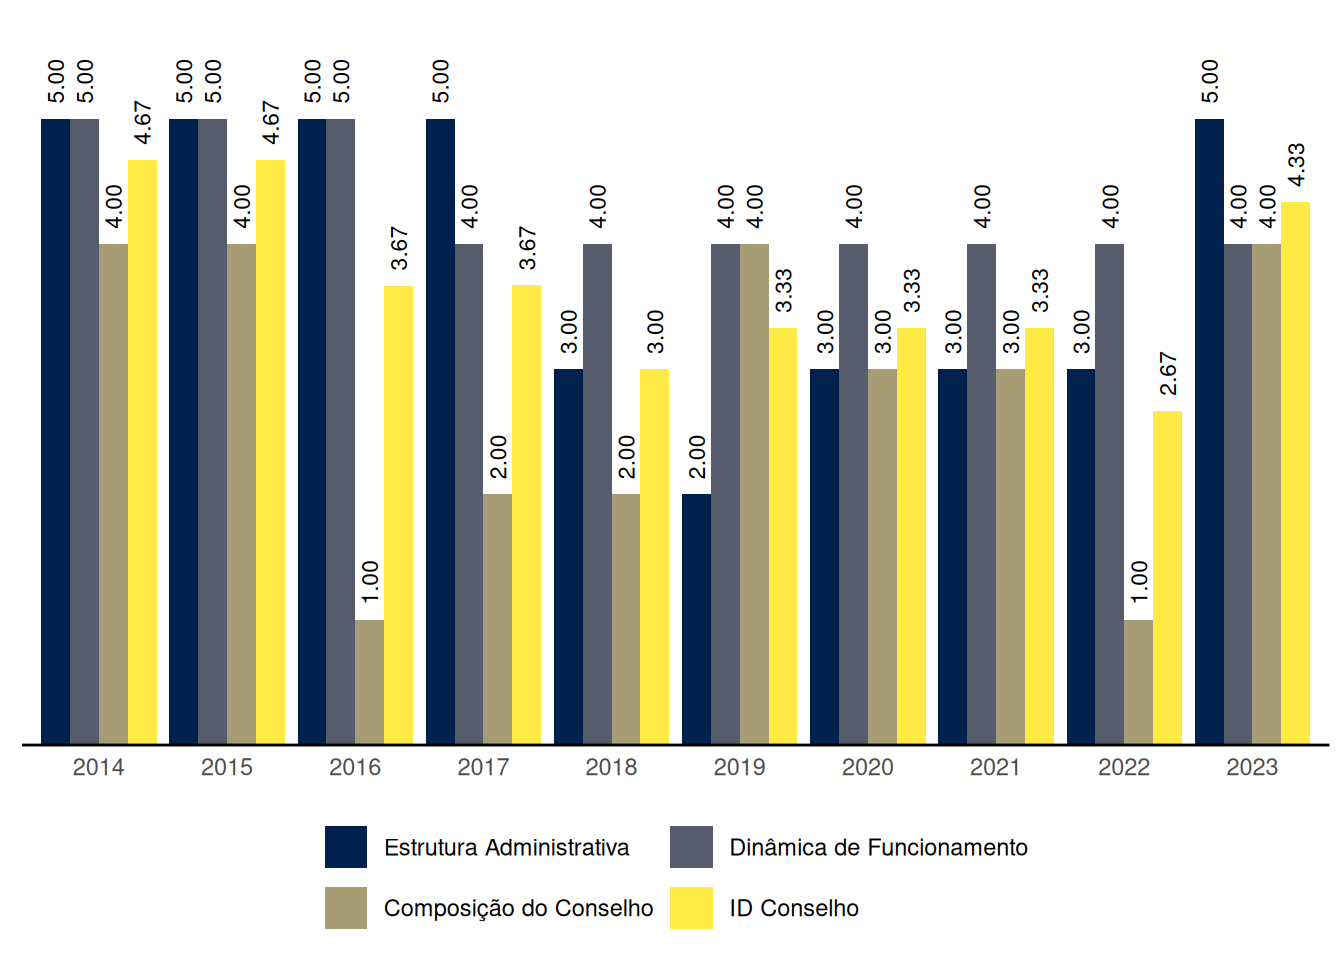 5.00 5.00 4.00 4.67 5.00 5.00 4.00 4.67 5.00 5.00 1.00 3.67 5.00 4.00 2.00 3.67 3.00 4.00 2.00 3.00 2.00 4.00 4.00 3.33 3.00 4.00 3.00 3.33 3.00 4.00 3.00 3.33 3.00 4.00 1.00 2.67 5.00 4.00 4.00 4.33
2014 2015 2016 2017 2018 2019 2020 2021 2022 2023
Estrutura Administrativa Dinâmica de Funcionamento
Composição do Conselho ID Conselho